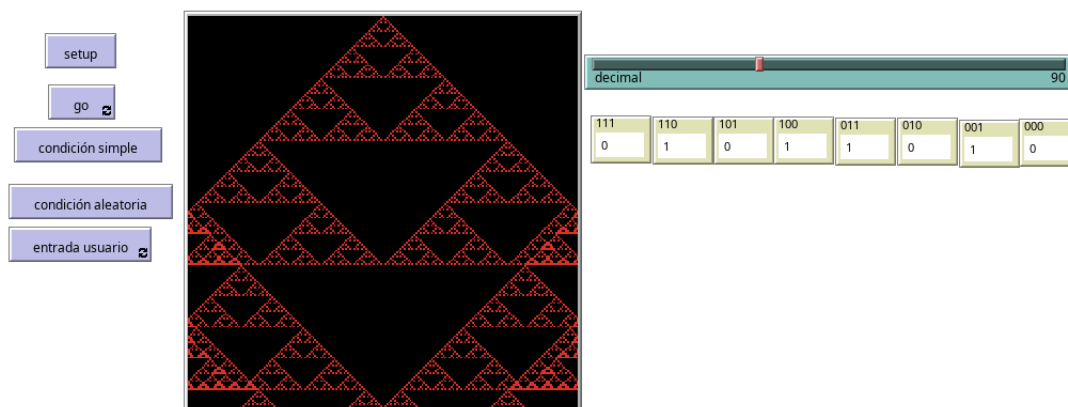 setup
go
condición simple
condición aleatoria
entrada usuario
decimal 90
111 110 101 100 011 010 001 000
0 1 0 1 1 0 1 0